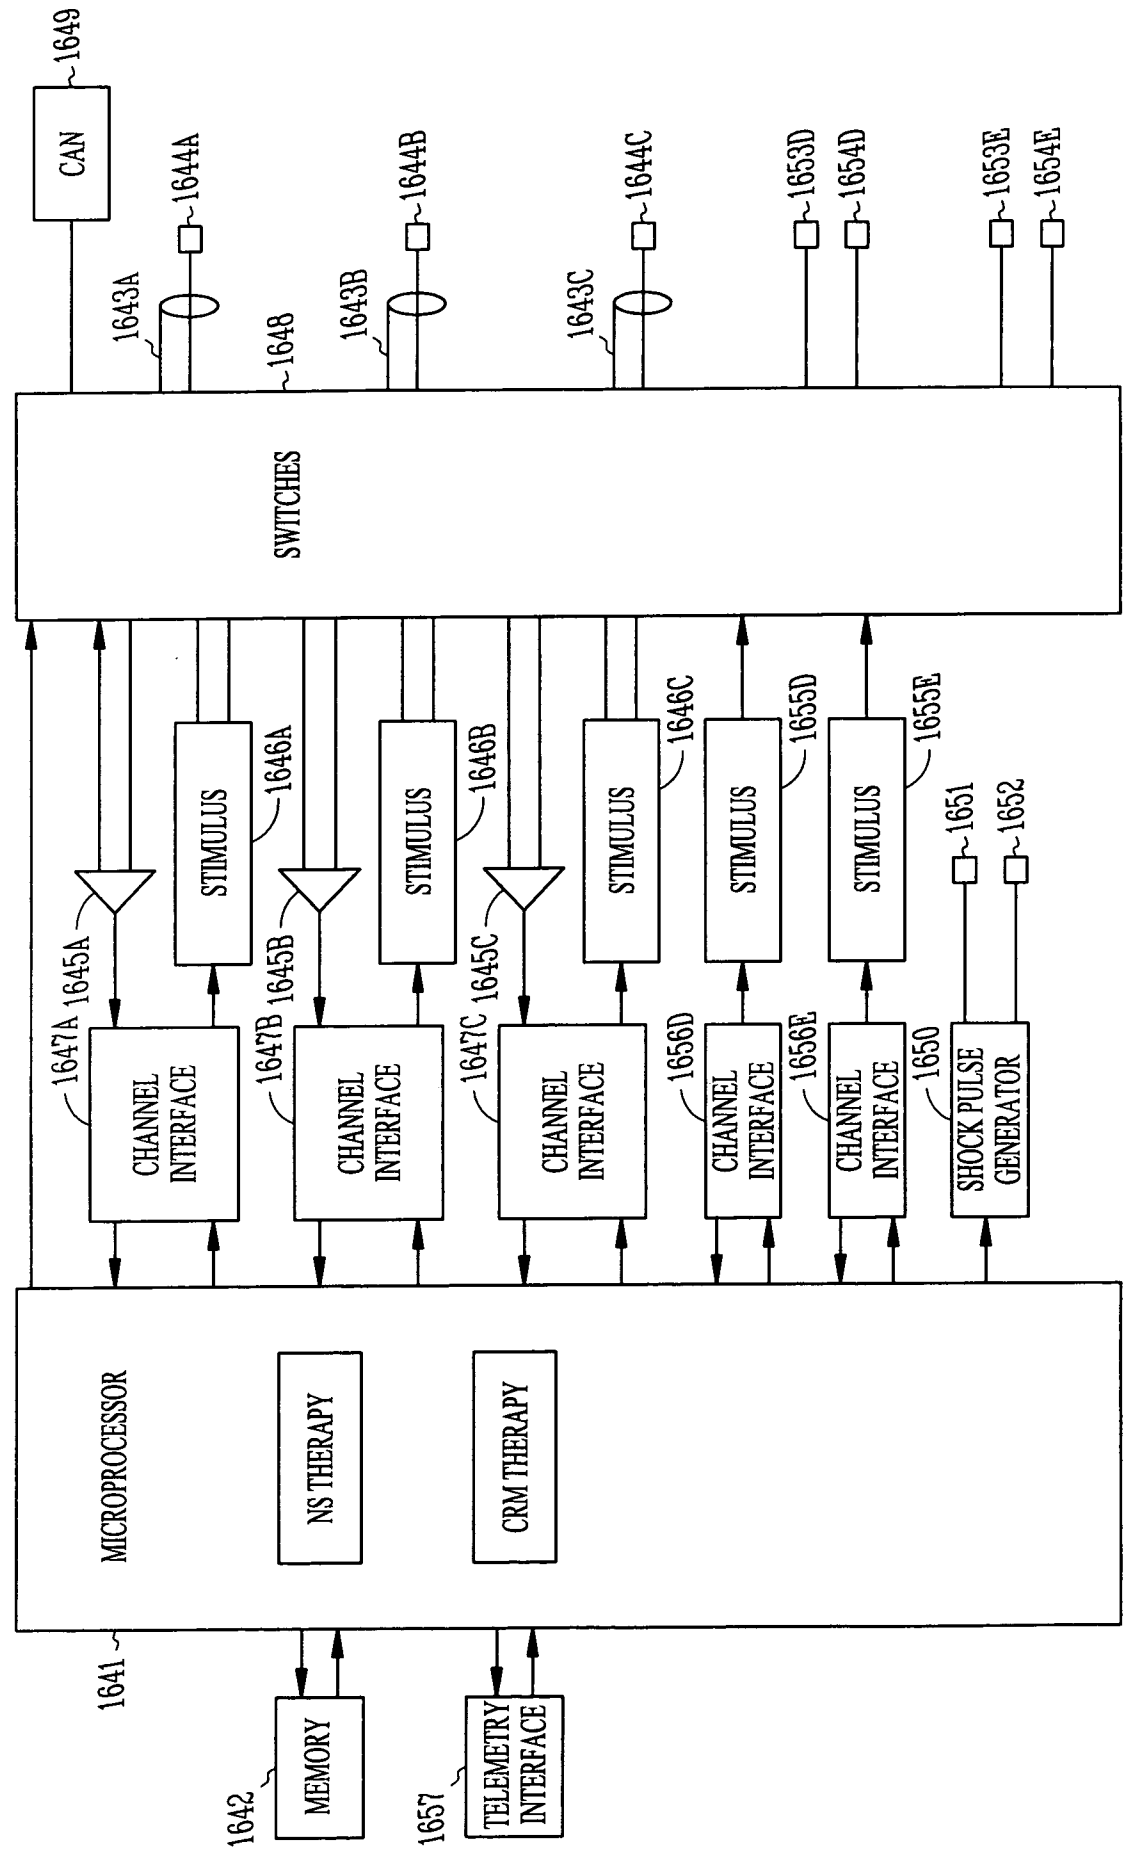 1649
CAN
1644A
1643A
1644B
1643B
1644C
1643C
1653D
1654D
1653E
1654E
1648
SWITCHES
1645A
STIMULUS
1646A
1645B
STIMULUS
1646B
1645C
STIMULUS
1646C
STIMULUS
1655D
STIMULUS
1655E
1651
1652
1647A
CHANNEL
INTERFACE
1647B
CHANNEL
INTERFACE
1647C
CHANNEL
INTERFACE
1656D
CHANNEL
INTERFACE
1656E
CHANNEL
INTERFACE
1650
SHOCK PULSE
GENERATOR
MICROPROCESSOR
NS THERAPY
CRM THERAPY
1641
1642
MEMORY
1657
TELEMETRY
INTERFACE